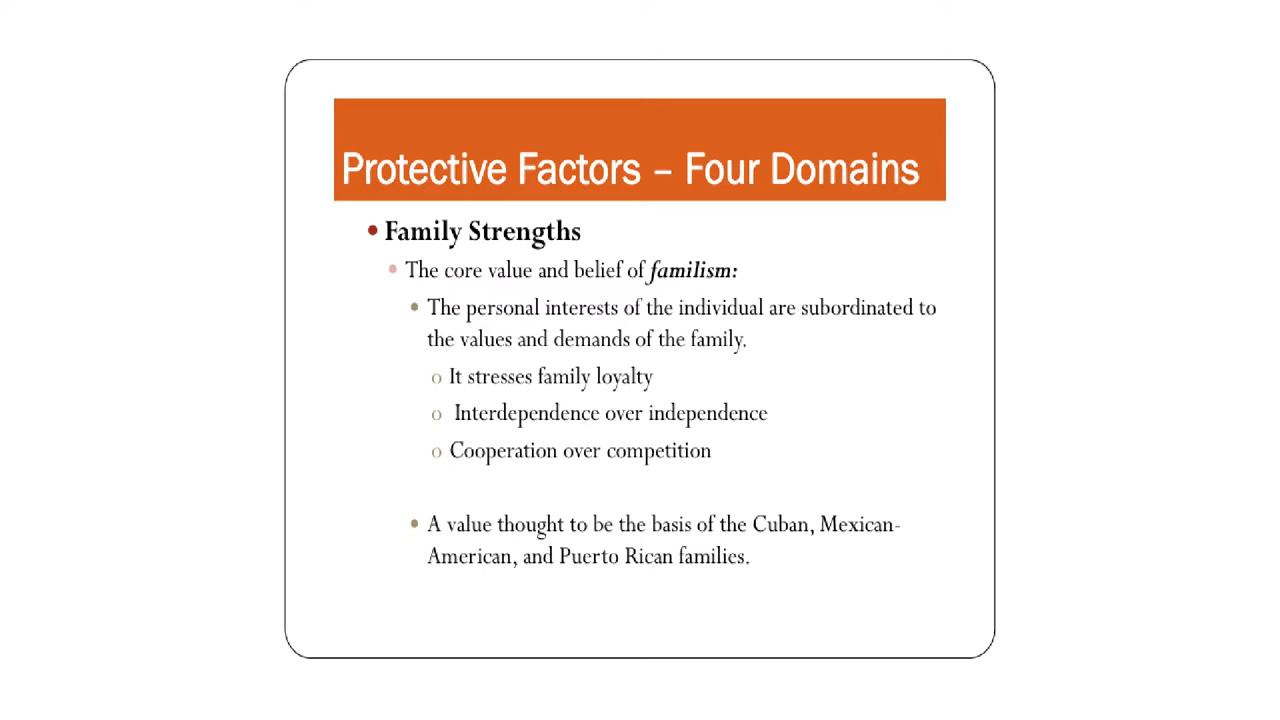 Protective Factors – Four Domains
• Family Strengths
• The core value and belief of familism:
• The personal interests of the individual are subordinated to
the values and demands of the family.
o It stresses family loyalty
o Interdependence over independence
o Cooperation over competition
• A value thought to be the basis of the Cuban, Mexican-
American, and Puerto Rican families.